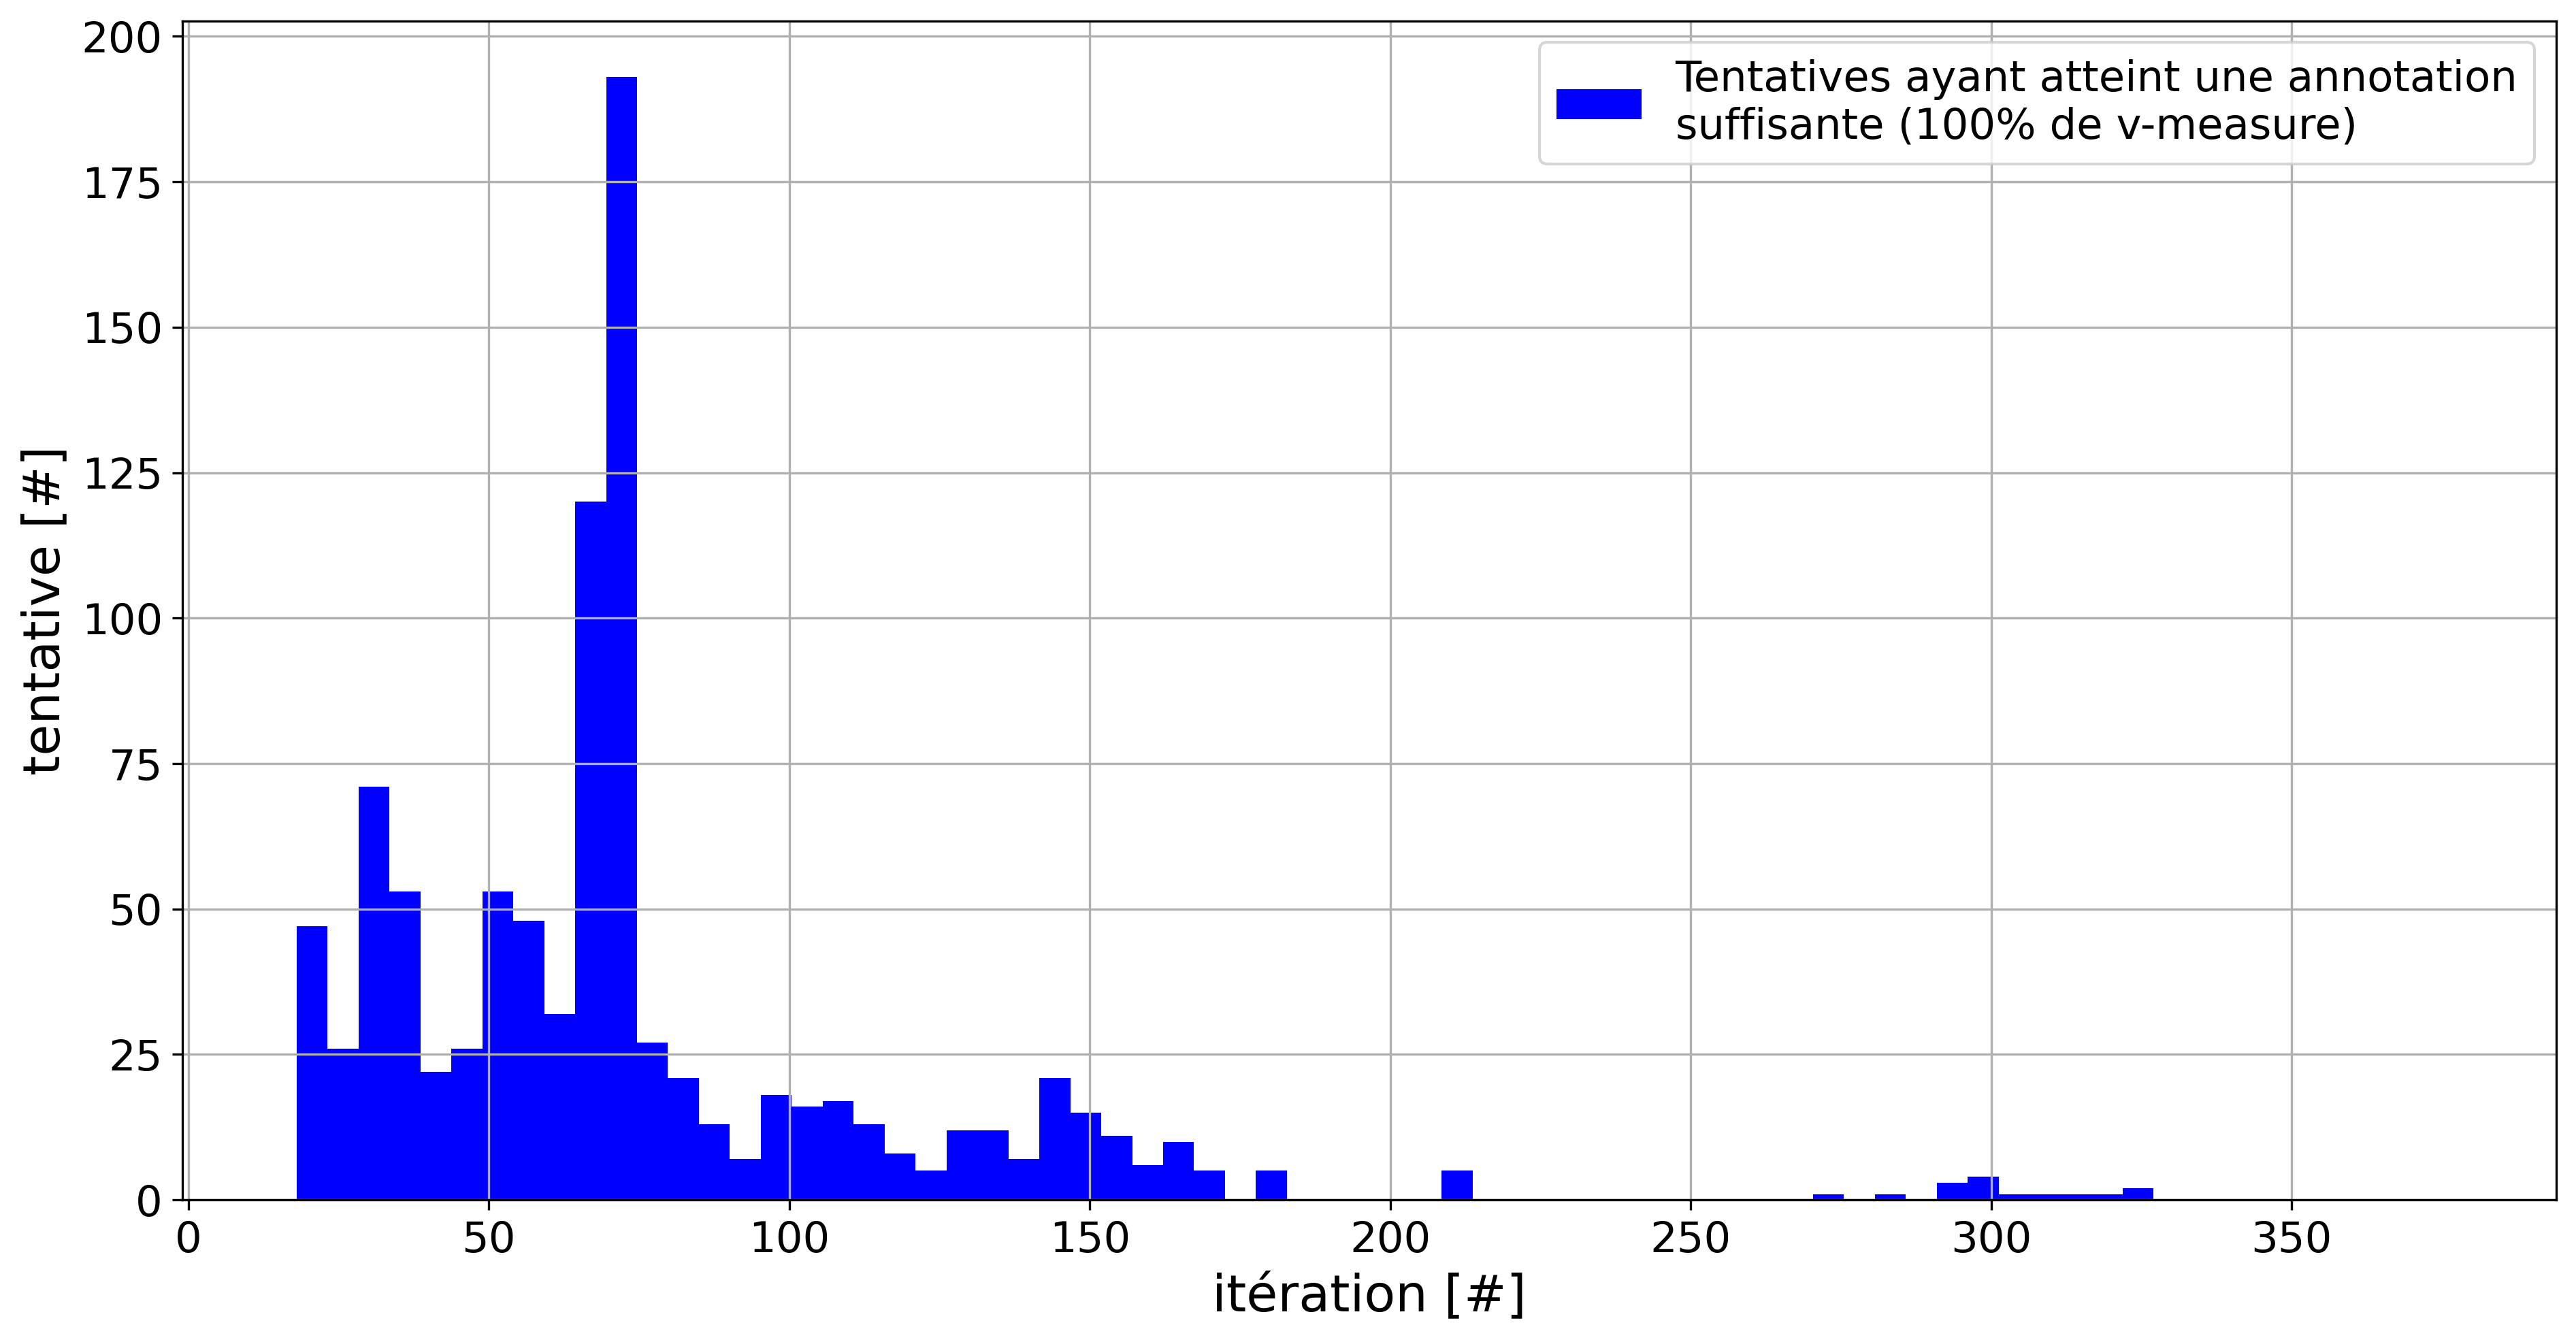 200
175
150
125
100
75
50
25
0
tentative [#]
Tentatives ayant atteint une annotation
suffisante (100% de v-measure)
0 50 100 150 200 250 300 350
itération [#]